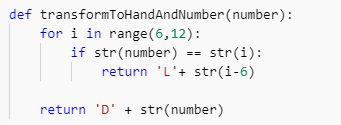 def transformToHandAndNumber(number):
    for i in range(6,12):
        if str(number) == str(i):
            return 'L'+ str(i-6)
    return 'D' + str(number)